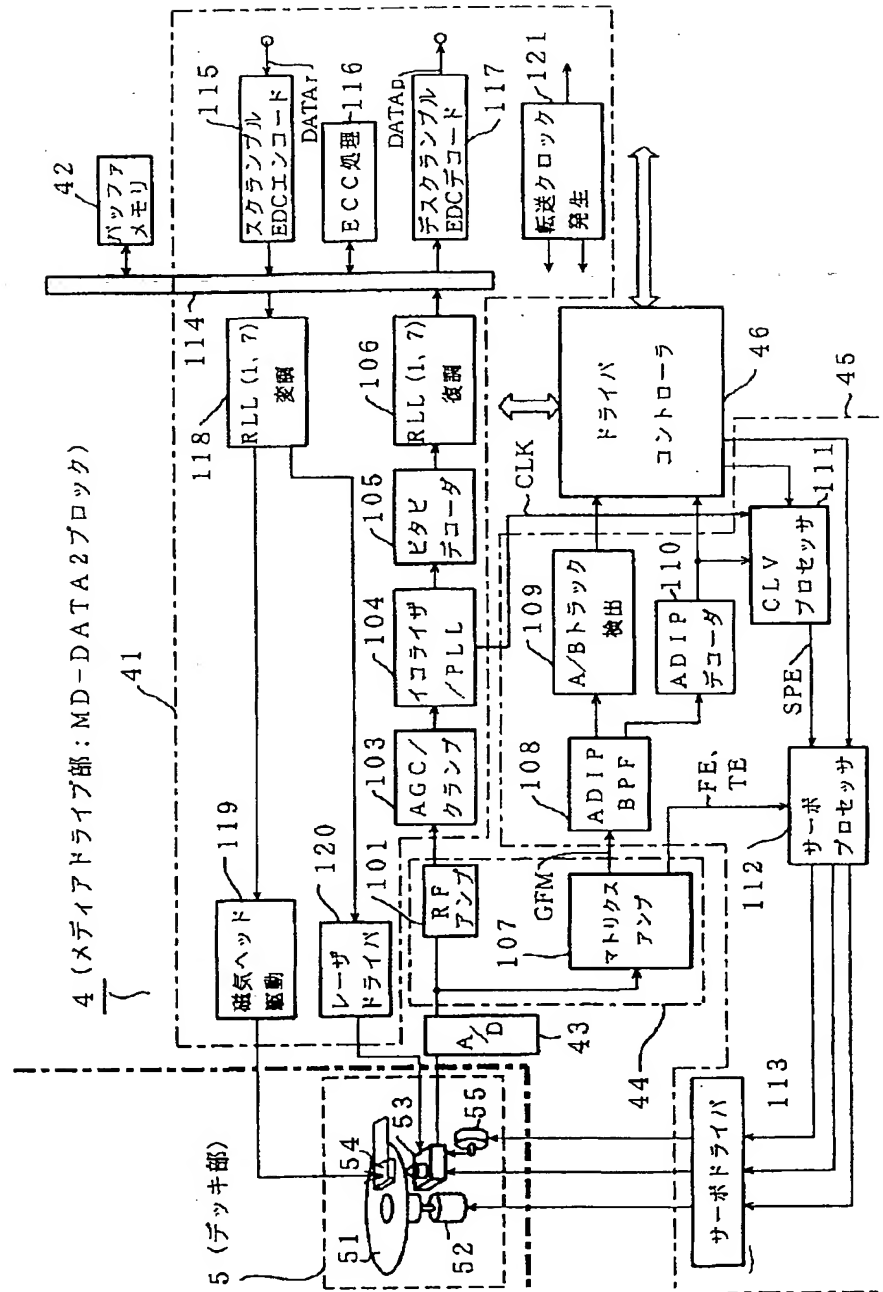 4 (メディアドライブ部:MD-DATA2ブロック)
41
5 (デッキ部)
51
52
53
54
55
磁気ヘッド
駆動
119
レーザ
ドライバ
120
RLL (1、7)
変調
118
114
バッファ
メモリ
42
スクランブル
EDCエンコード
115
DATAr
ECC処理
116
デスクランブル
EDCデコード
117
DATAp
転送クロック
発生
121
A/D
43
44
RF
アンプ
101
AGC/
クランプ
103
イコライザ
/PLL
104
ビタビ
デコーダ
105
RLL (1、7)
復調
106
CLK
マトリクス
アンプ
107
GFM
ADIP
BPF
108
A/Bトラック
検出
109
ADIP
デコーダ
110
ドライバ
コントローラ
46
45
CLV
プロセッサ
111
SPE
FE、
TE
サーボ
プロセッサ
112
サーボドライバ
113